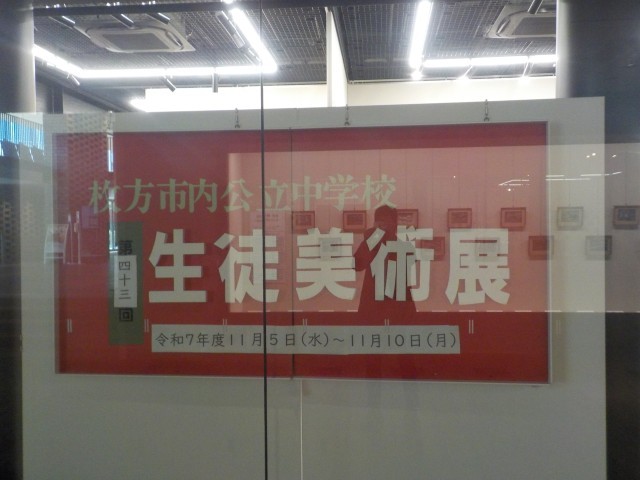 枚方市内公立中学校
第四十三回
生徒美術展
令和7年度11月5日(水)~11月10日(月)